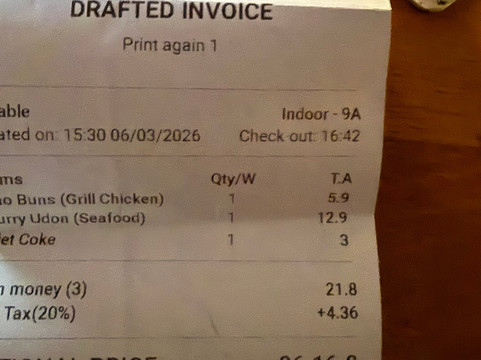 DRAFTED INVOICE
Print again 1
able Indoor - 9A
ated on: 15:30 06/03/2026 Check out: 16:42
ms Qty/W T.A
ao Buns (Grill Chicken) 1 5.9
urry Udon (Seafood) 1 12.9
iet Coke 1 3
n money (3) 21.8
Tax(20%) +4.36